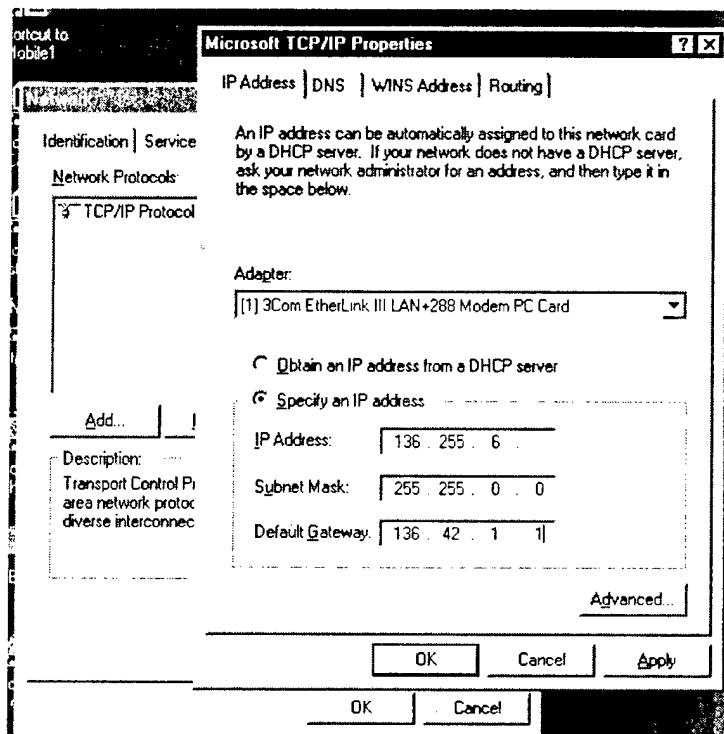 ortcut to
lobile1
Microsoft TCP/IP Properties
IP Address DNS WINS Address Routing
Network
Identification Service
Network Protocols
TCP/IP Protocol
An IP address can be automatically assigned to this network card
by a DHCP server. If your network does not have a DHCP server,
ask your network administrator for an address, and then type it in
the space below.
Adapter:
[1] 3Com EtherLink III LAN+288 Modem PC Card
Obtain an IP address from a DHCP server
Specify an IP address
IP Address: 136 . 255 . 6 .
Subnet Mask: 255 . 255 . 0 . 0
Default Gateway: 136 . 42 . 1 1
Add...
Description:
Transport Control Pr
area network protoc
diverse interconnec
Advanced...
OK Cancel Apply
OK Cancel